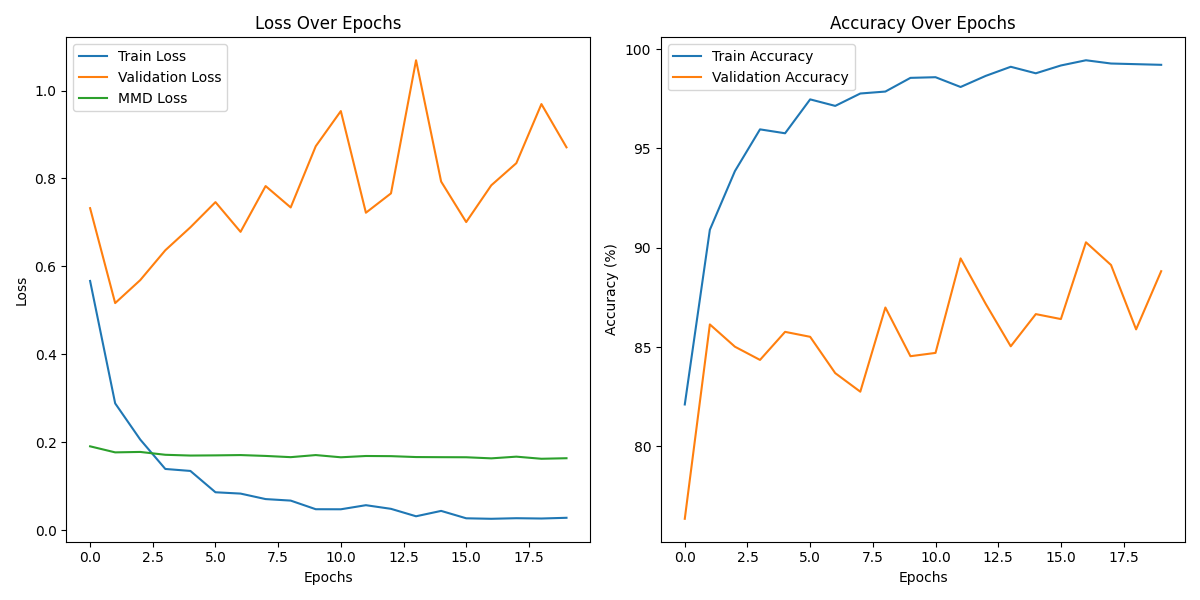 Loss Over Epochs
Train Loss
Validation Loss
MMD Loss
1.0
0.8
0.6
0.4
0.2
0.0
Loss
0.0 2.5 5.0 7.5 10.0 12.5 15.0 17.5
Epochs
Accuracy Over Epochs
Train Accuracy
Validation Accuracy
100
95
90
85
80
Accuracy (%)
0.0 2.5 5.0 7.5 10.0 12.5 15.0 17.5
Epochs